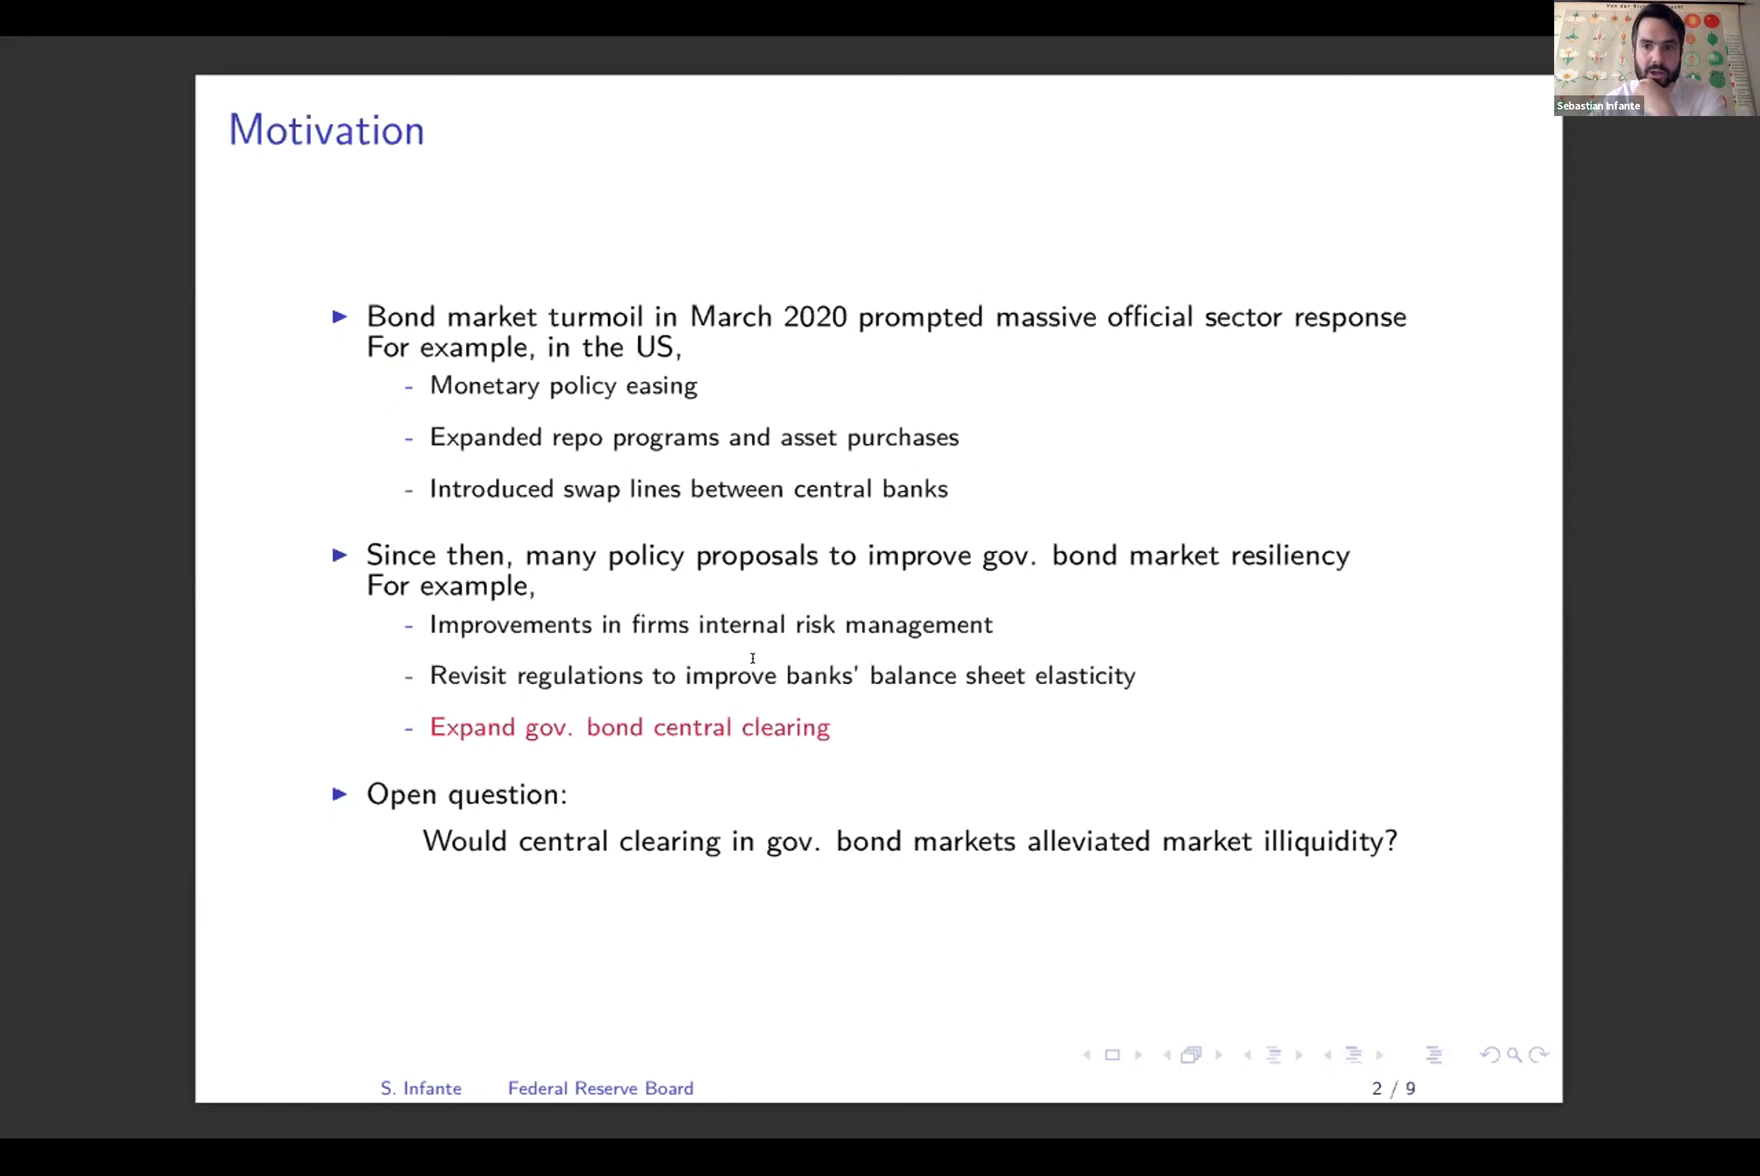 Sebastian Infante
Motivation
▶ Bond market turmoil in March 2020 prompted massive official sector response
For example, in the US,
- Monetary policy easing
- Expanded repo programs and asset purchases
- Introduced swap lines between central banks
▶ Since then, many policy proposals to improve gov. bond market resiliency
For example,
- Improvements in firms internal risk management
- Revisit regulations to improve banks' balance sheet elasticity
- Expand gov. bond central clearing
▶ Open question:
Would central clearing in gov. bond markets alleviated market illiquidity?
S. Infante Federal Reserve Board 2 / 9